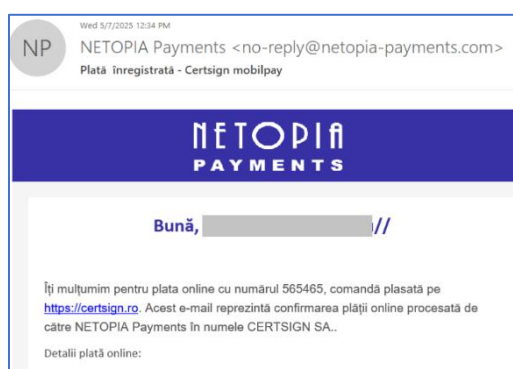 Wed 5/7/2025 12:34 PM
NP
NETOPIA Payments <no-reply@netopia-payments.com>
Plată înregistrată - Certsign mobilpay
NETOPIA
PAYMENTS
Bună, //
Îți mulțumim pentru plata online cu numărul 565465, comandă plasată pe
https://certsign.ro. Acest e-mail reprezintă confirmarea plății online procesată de
către NETOPIA Payments în numele CERTSIGN SA..
Detalii plată online: